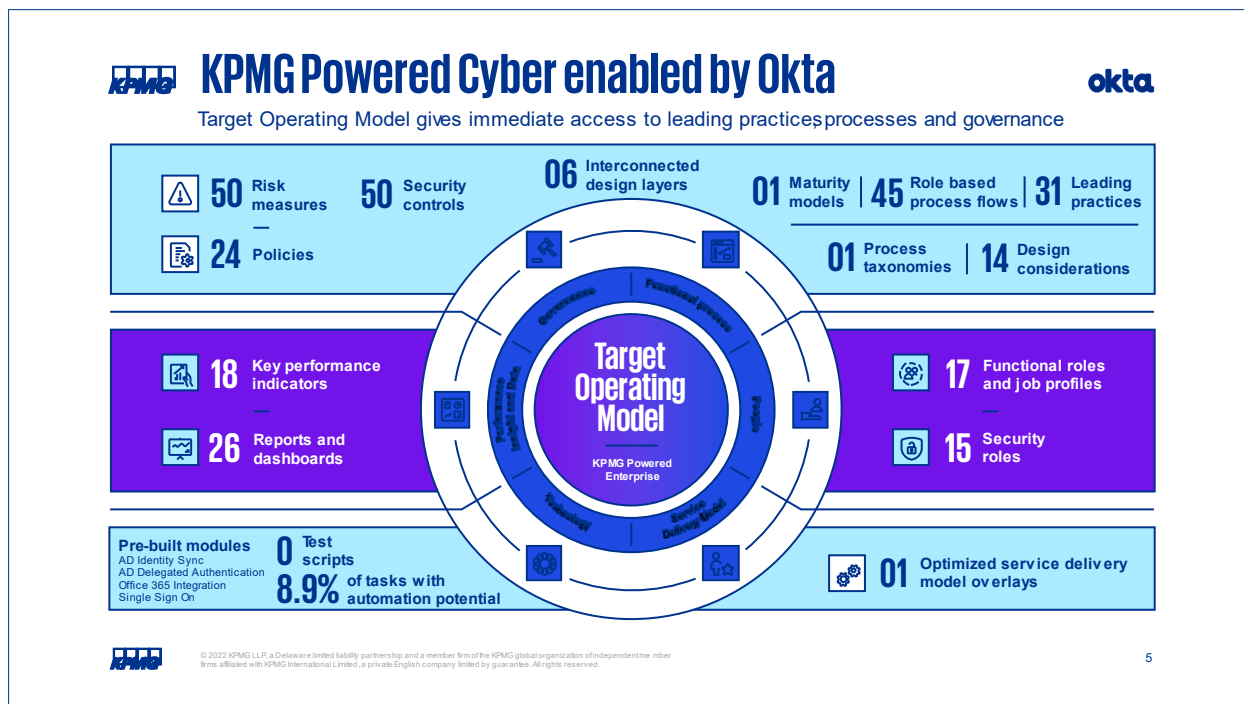 KPMG
KPMG Powered Cyber enabled by Okta
okta
Target Operating Model gives immediate access to leading practices, processes and governance
50 Risk measures
50 Security controls
24 Policies
06 Interconnected design layers
01 Maturity models
45 Role based process flows
31 Leading practices
01 Process taxonomies
14 Design considerations
Governance
Functional process
People
Service Delivery Model
Technology
Performance Insight and Data
Target
Operating
Model
KPMG Powered
Enterprise
18 Key performance indicators
26 Reports and dashboards
17 Functional roles and job profiles
15 Security roles
Pre-built modules
AD Identity Sync
AD Delegated Authentication
Office 365 Integration
Single Sign On
0 Test scripts
8.9% of tasks with automation potential
01 Optimized service delivery model overlays
KPMG
© 2022 KPMG LLP, a Delaware limited liability partnership and a member firm of the KPMG global organization of independent member
firms affiliated with KPMG International Limited, a private English company limited by guarantee. All rights reserved.
5